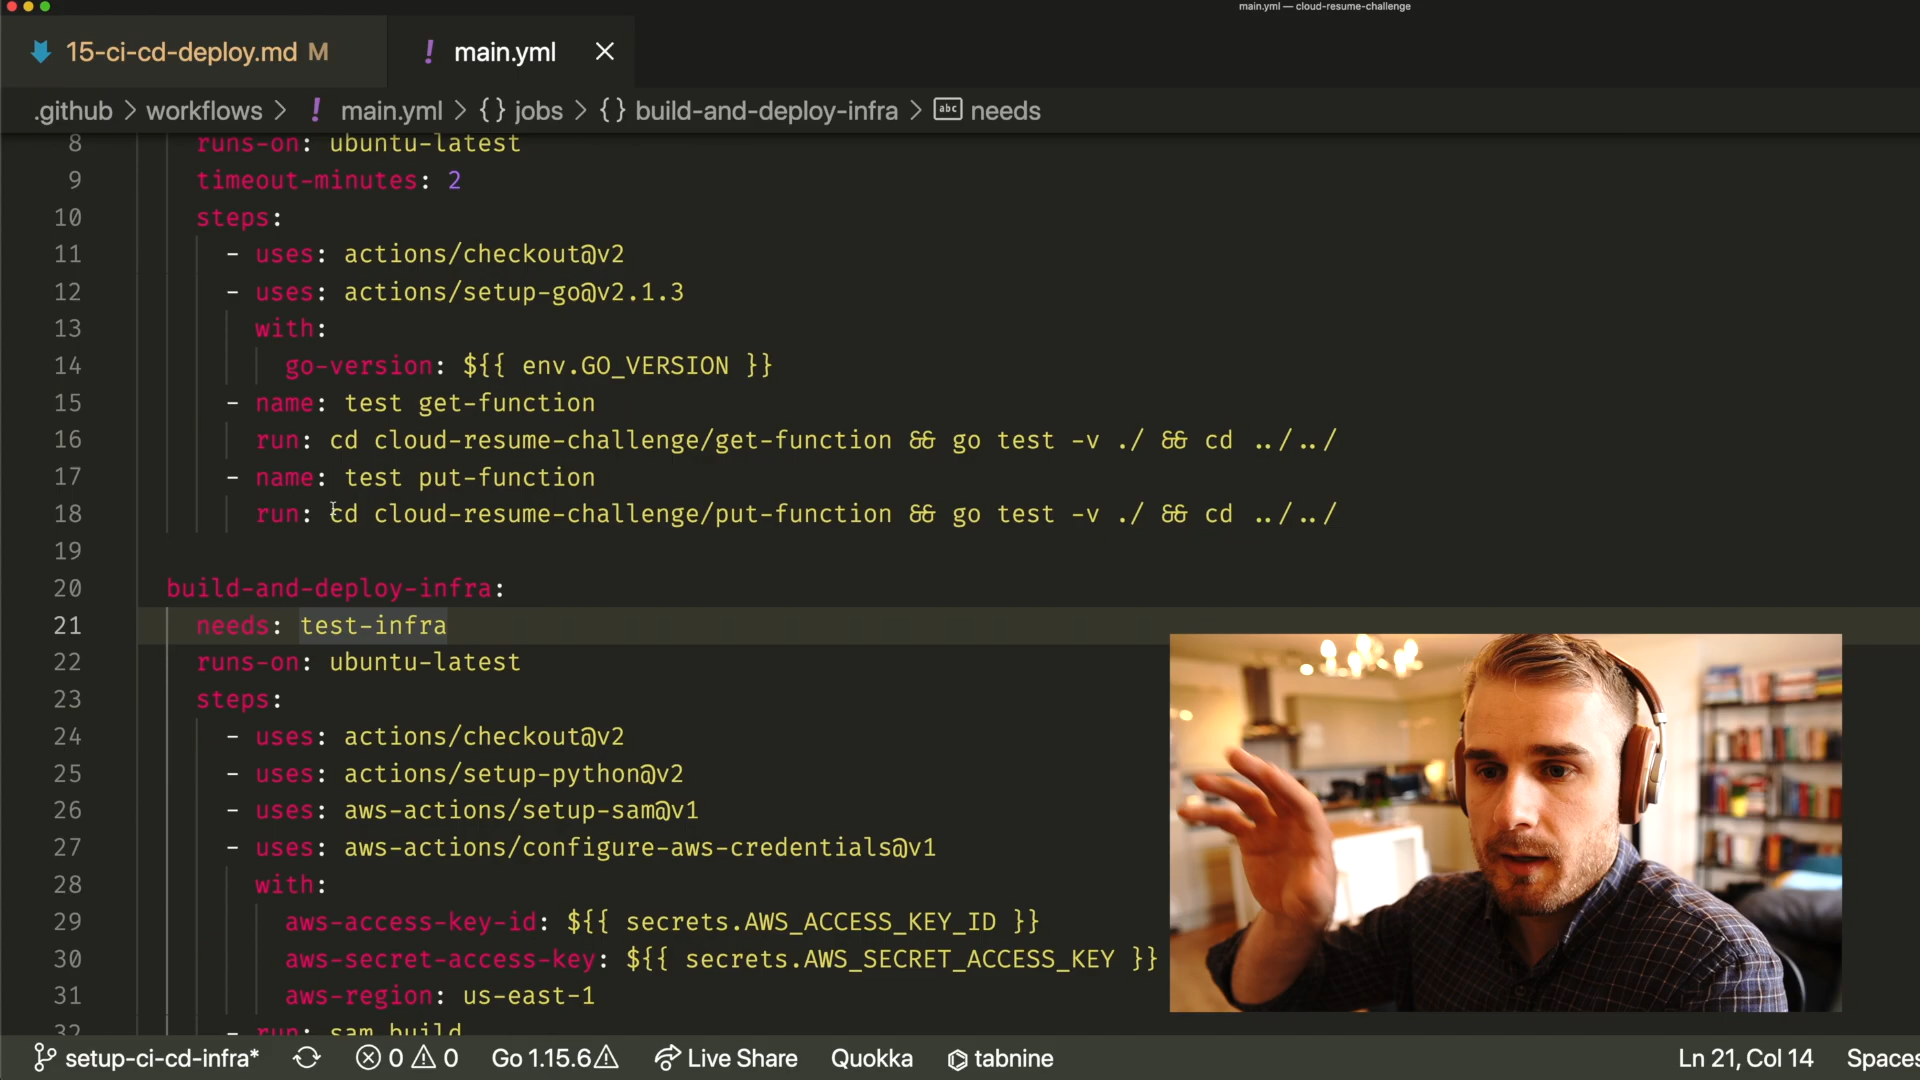 main.yml — cloud-resume-challenge
15-ci-cd-deploy.md M
! main.yml ×
.github > workflows > ! main.yml > {} jobs > {} build-and-deploy-infra > abc needs
8 runs-on: ubuntu-latest
9 timeout-minutes: 2
10 steps:
11 - uses: actions/checkout@v2
12 - uses: actions/setup-go@v2.1.3
13 with:
14 go-version: ${{ env.GO_VERSION }}
15 - name: test get-function
16 run: cd cloud-resume-challenge/get-function && go test -v ./ && cd ../../
17 - name: test put-function
18 run: cd cloud-resume-challenge/put-function && go test -v ./ && cd ../../
19
20 build-and-deploy-infra:
21 needs: test-infra
22 runs-on: ubuntu-latest
23 steps:
24 - uses: actions/checkout@v2
25 - uses: actions/setup-python@v2
26 - uses: aws-actions/setup-sam@v1
27 - uses: aws-actions/configure-aws-credentials@v1
28 with:
29 aws-access-key-id: ${{ secrets.AWS_ACCESS_KEY_ID }}
30 aws-secret-access-key: ${{ secrets.AWS_SECRET_ACCESS_KEY }}
31 aws-region: us-east-1
32 - run: sam build
setup-ci-cd-infra* 0 0 Go 1.15.6 Live Share Quokka tabnine Ln 21, Col 14 Spaces